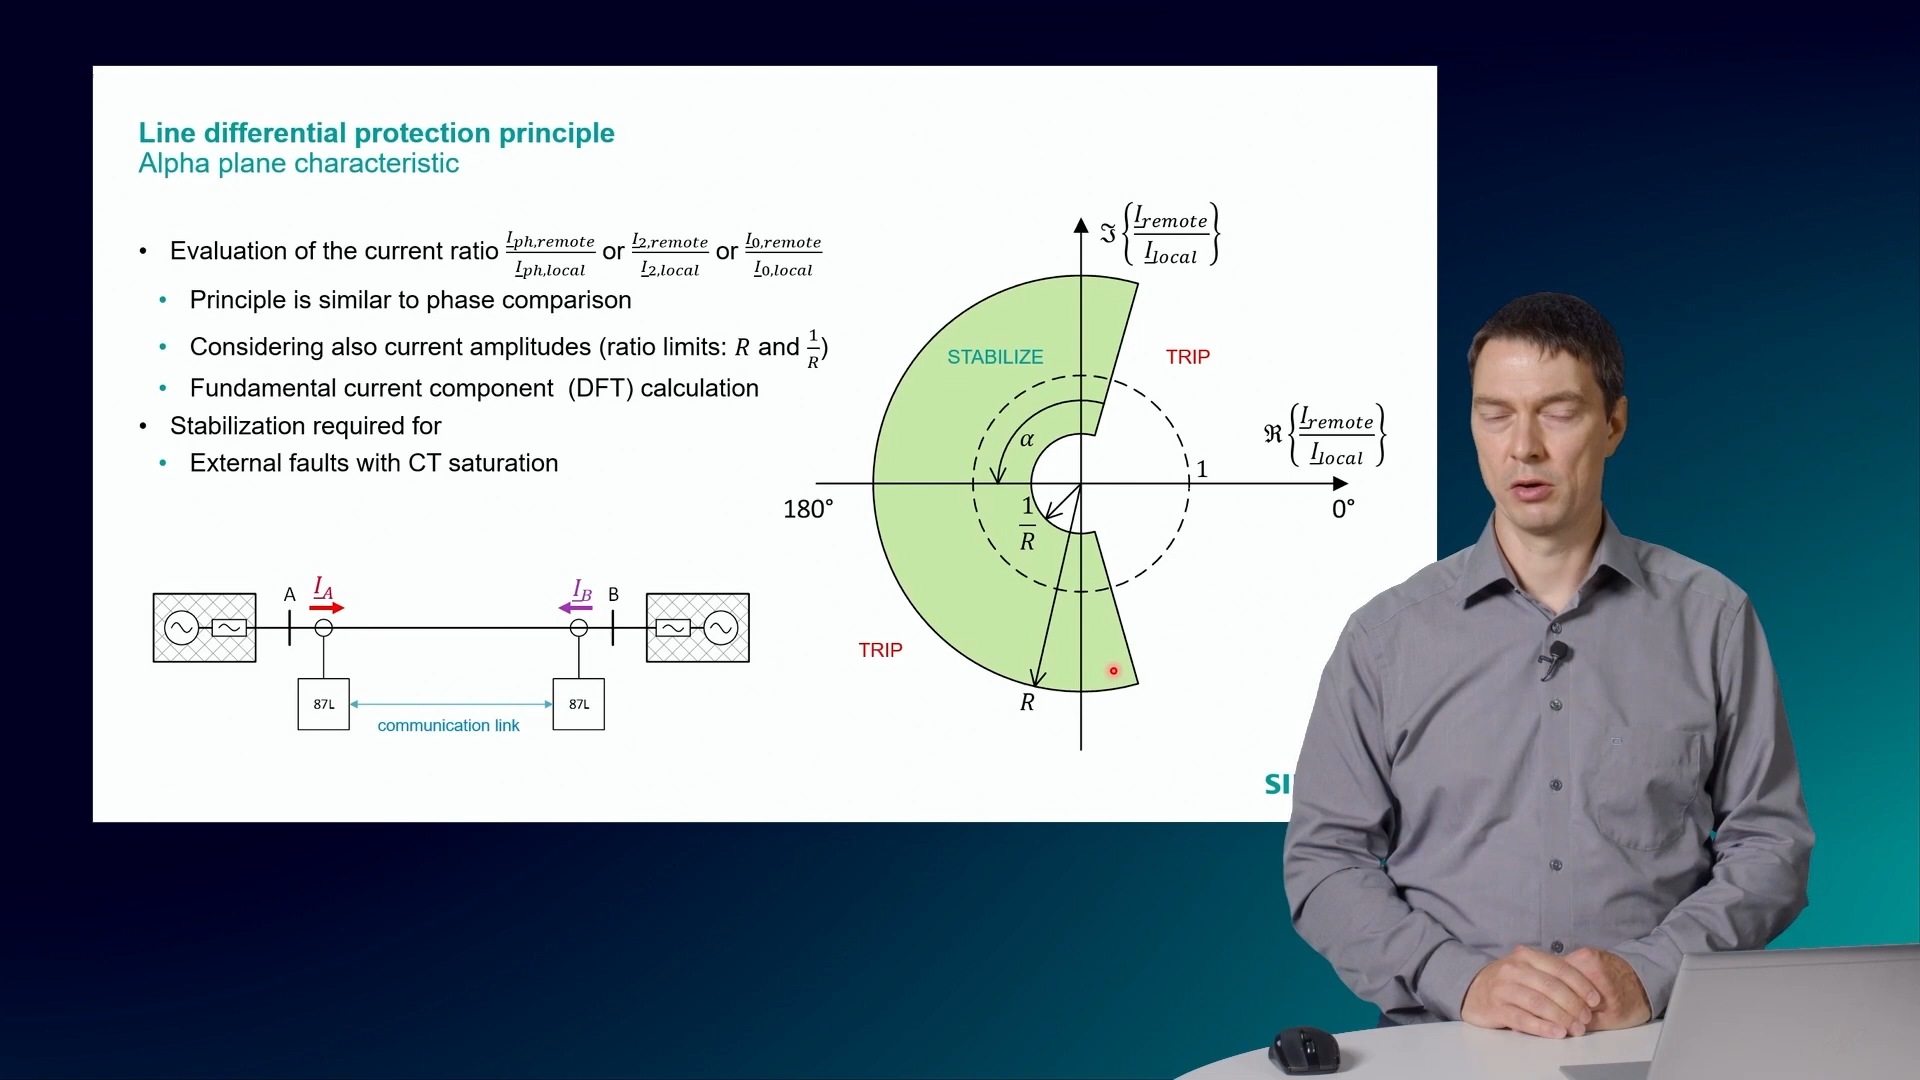 Line differential protection principle
Alpha plane characteristic
• Evaluation of the current ratio I_ph,remote/I_ph,local or I_2,remote/I_2,local or I_0,remote/I_0,local
• Principle is similar to phase comparison
• Considering also current amplitudes (ratio limits: R and 1/R)
• Fundamental current component (DFT) calculation
• Stabilization required for
• External faults with CT saturation
A I_A I_B B
87L 87L
communication link
ℑ{I_remote/I_local}
STABILIZE TRIP
ℜ{I_remote/I_local}
α
1
180° 0°
1/R
TRIP
R